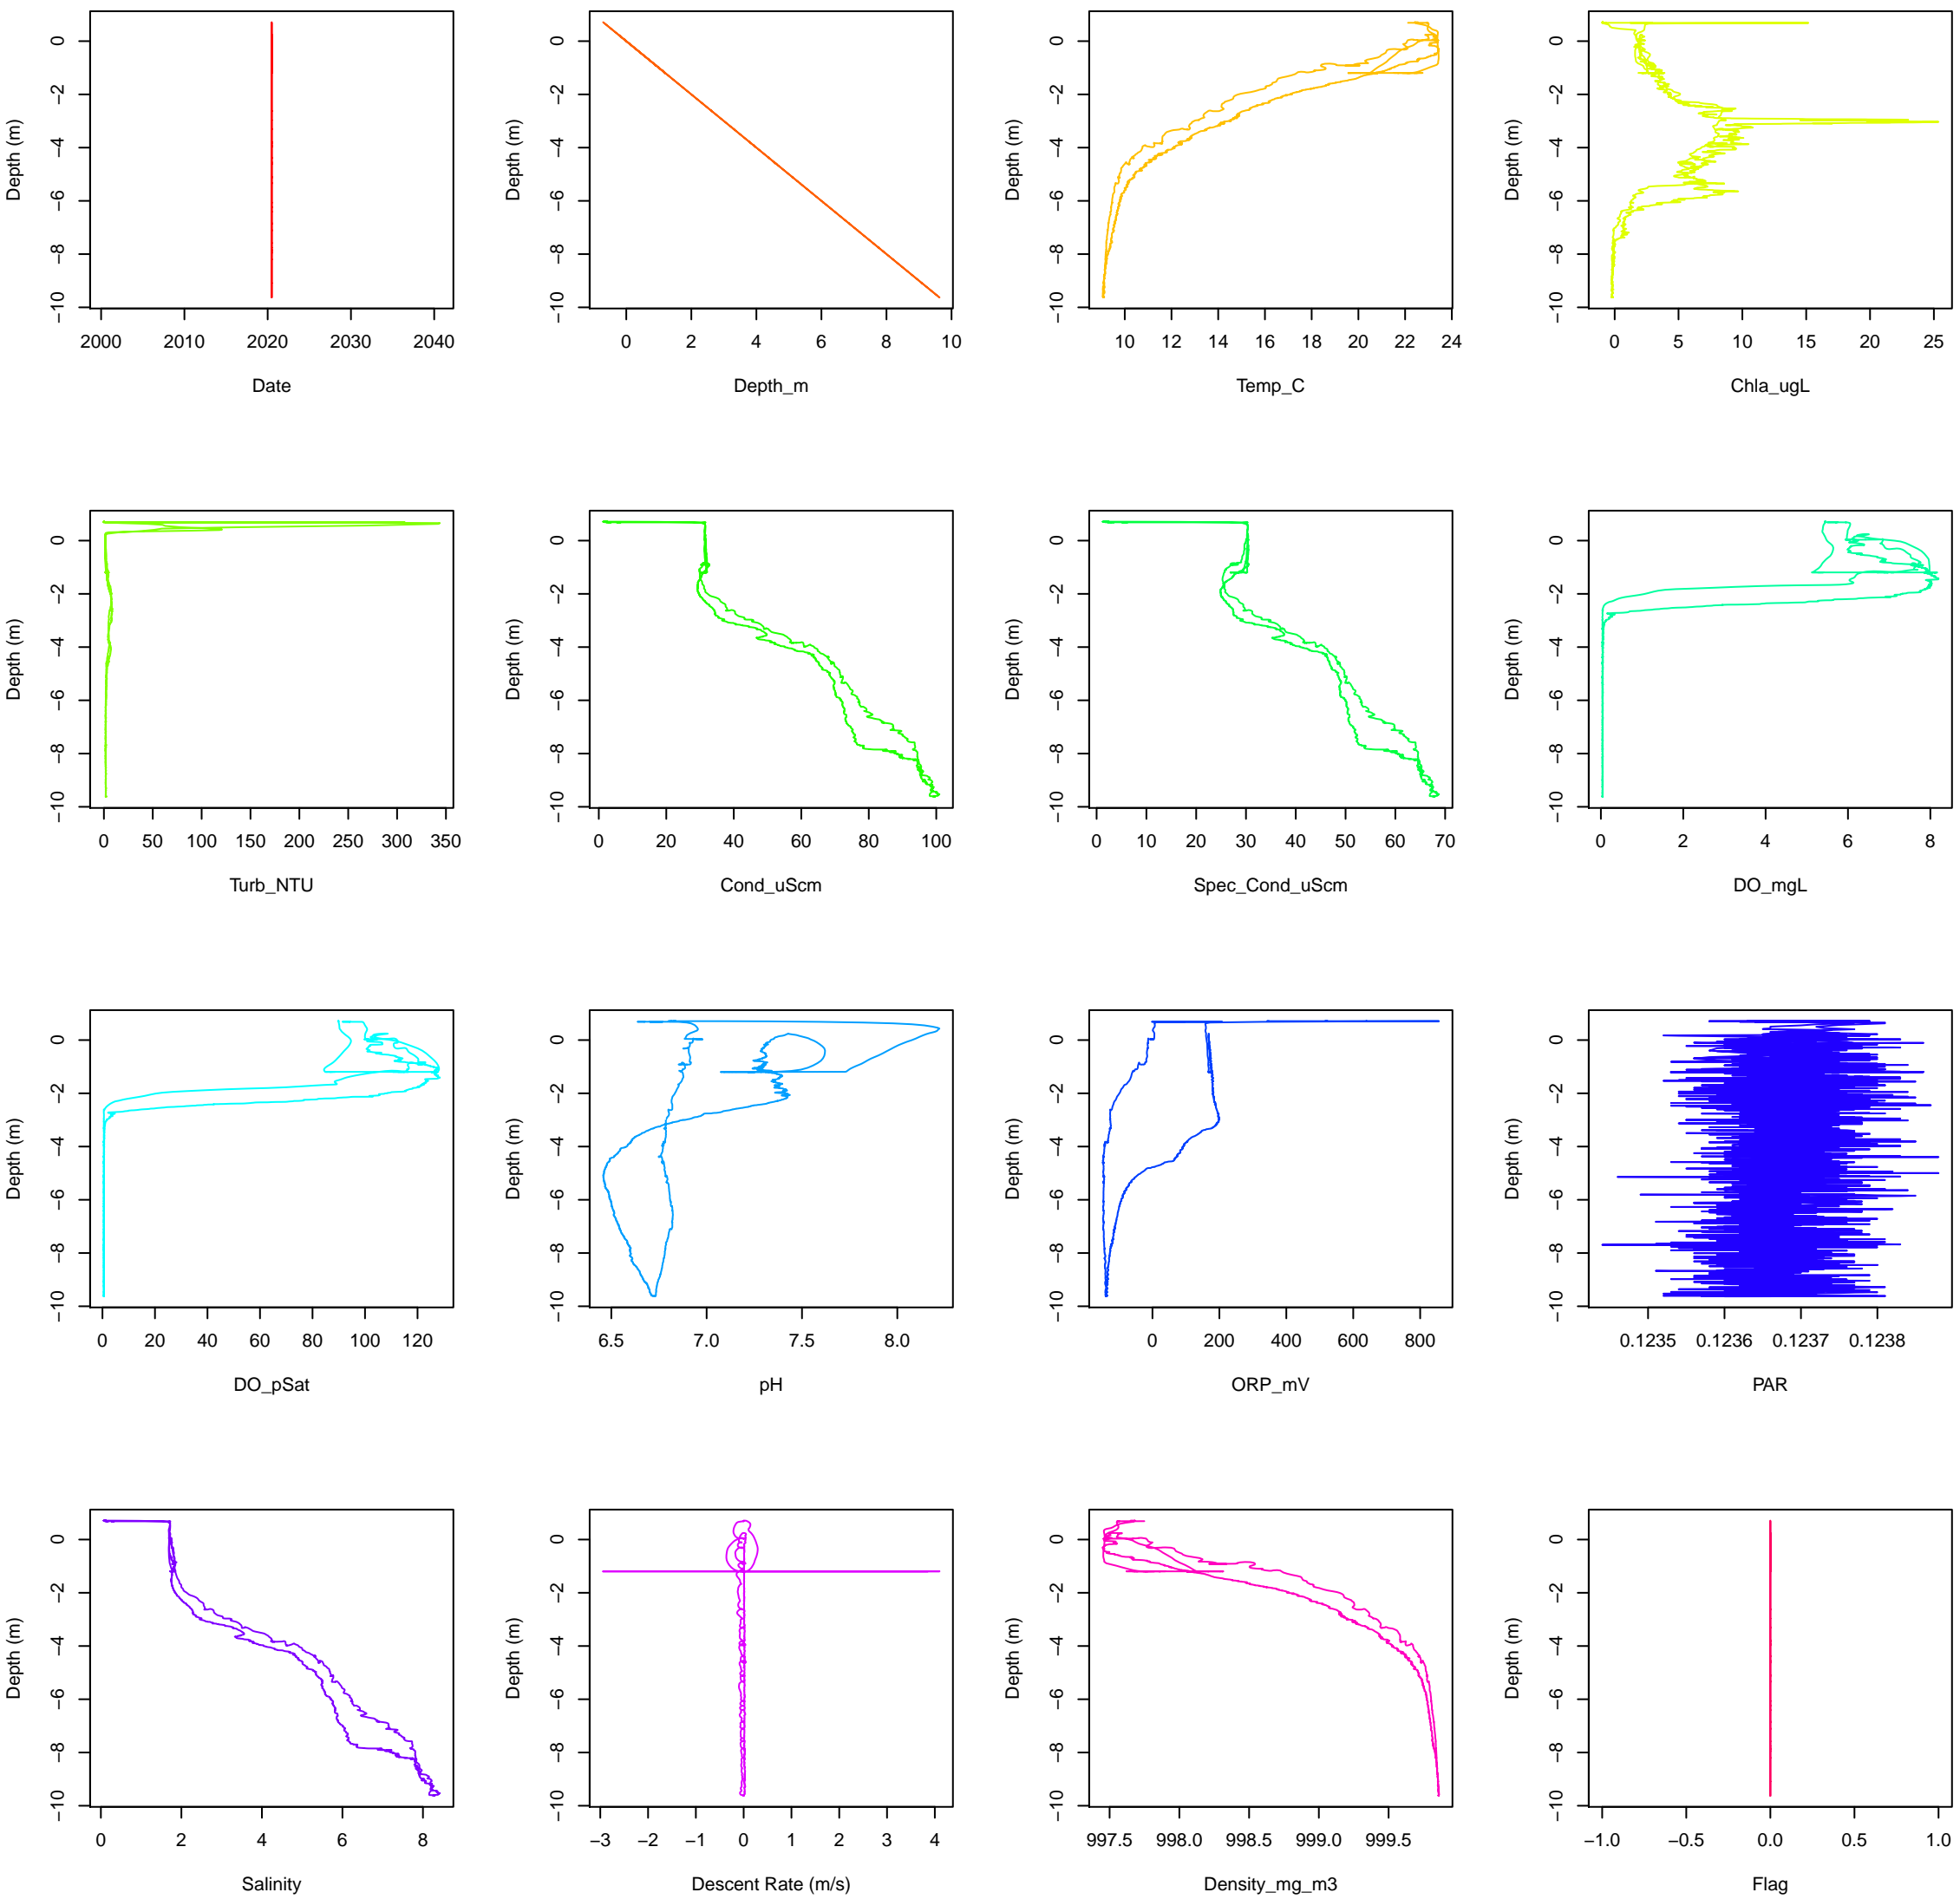 Depth (m)
0
−2
−4
−6
−8
−10
2000 2010 2020 2030 2040
Date
Depth (m)
0
−2
−4
−6
−8
−10
0 2 4 6 8 10
Depth_m
Depth (m)
0
−2
−4
−6
−8
−10
10 12 14 16 18 20 22 24
Temp_C
Depth (m)
0
−2
−4
−6
−8
−10
0 5 10 15 20 25
Chla_ugL
Depth (m)
0
−2
−4
−6
−8
−10
0 50 100 150 200 250 300 350
Turb_NTU
Depth (m)
0
−2
−4
−6
−8
−10
0 20 40 60 80 100
Cond_uScm
Depth (m)
0
−2
−4
−6
−8
−10
0 10 20 30 40 50 60 70
Spec_Cond_uScm
Depth (m)
0
−2
−4
−6
−8
−10
0 2 4 6 8
DO_mgL
Depth (m)
0
−2
−4
−6
−8
−10
0 20 40 60 80 100 120
DO_pSat
Depth (m)
0
−2
−4
−6
−8
−10
6.5 7.0 7.5 8.0
pH
Depth (m)
0
−2
−4
−6
−8
−10
0 200 400 600 800
ORP_mV
Depth (m)
0
−2
−4
−6
−8
−10
0.1235 0.1236 0.1237 0.1238
PAR
Depth (m)
0
−2
−4
−6
−8
−10
0 2 4 6 8
Salinity
Depth (m)
0
−2
−4
−6
−8
−10
−3 −2 −1 0 1 2 3 4
Descent Rate (m/s)
Depth (m)
0
−2
−4
−6
−8
−10
997.5 998.0 998.5 999.0 999.5
Density_mg_m3
Depth (m)
0
−2
−4
−6
−8
−10
−1.0 −0.5 0.0 0.5 1.0
Flag